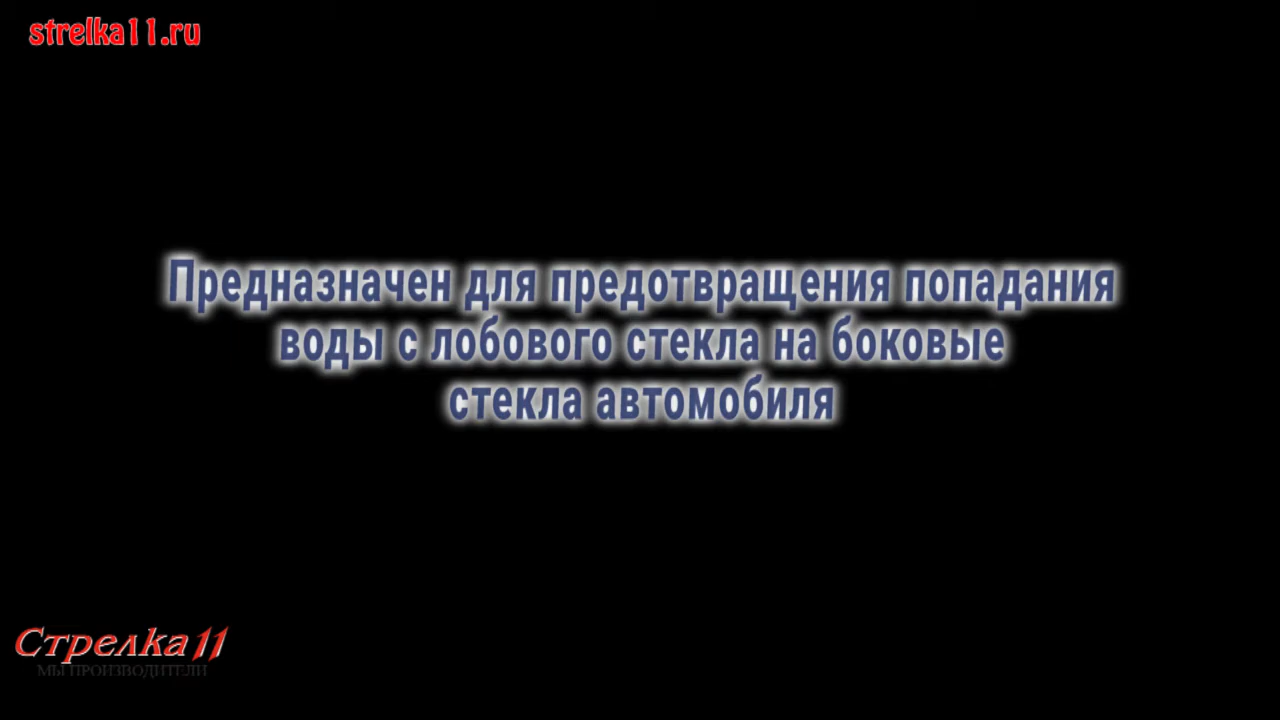 strelka11.ru
Предназначен для предотвращения попадания
воды с лобового стекла на боковые
стекла автомобиля
Стрелка11
МЫ ПРОИЗВОДИТЕЛИ